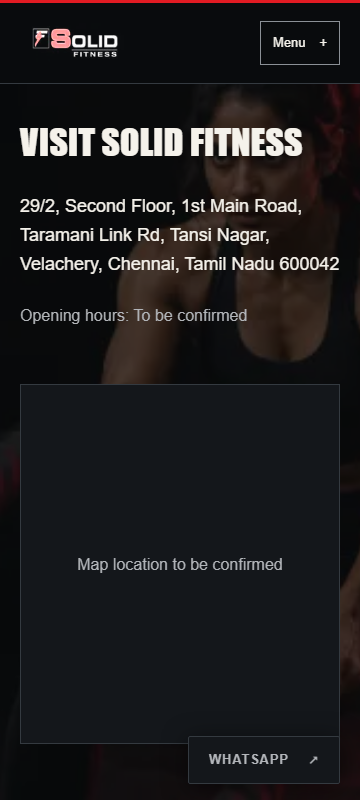 SOLID
FITNESS
Menu +
VISIT SOLID FITNESS
29/2, Second Floor, 1st Main Road,
Taramani Link Rd, Tansi Nagar,
Velachery, Chennai, Tamil Nadu 600042
Opening hours: To be confirmed
Map location to be confirmed
WHATSAPP ↗